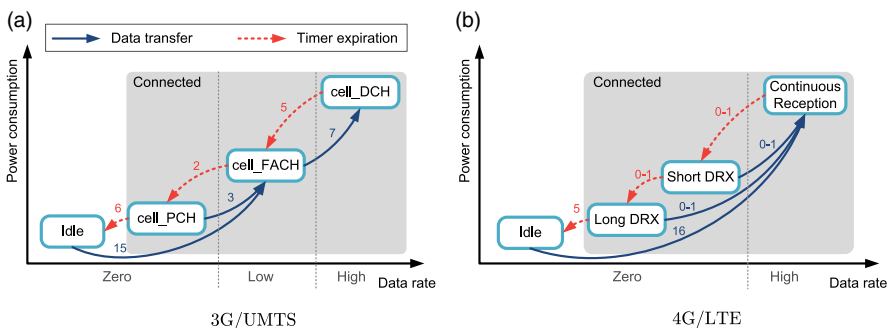 (a)
Data transfer
Timer expiration
Power consumption
Connected
cell_DCH
5
7
cell_FACH
2
3
cell_PCH
6
Idle
15
Zero
Low
High
Data rate
3G/UMTS
(b)
Power consumption
Connected
Continuous
Reception
0-1
0-1
Short DRX
0-1
0-1
Long DRX
5
Idle
16
Zero
High
Data rate
4G/LTE